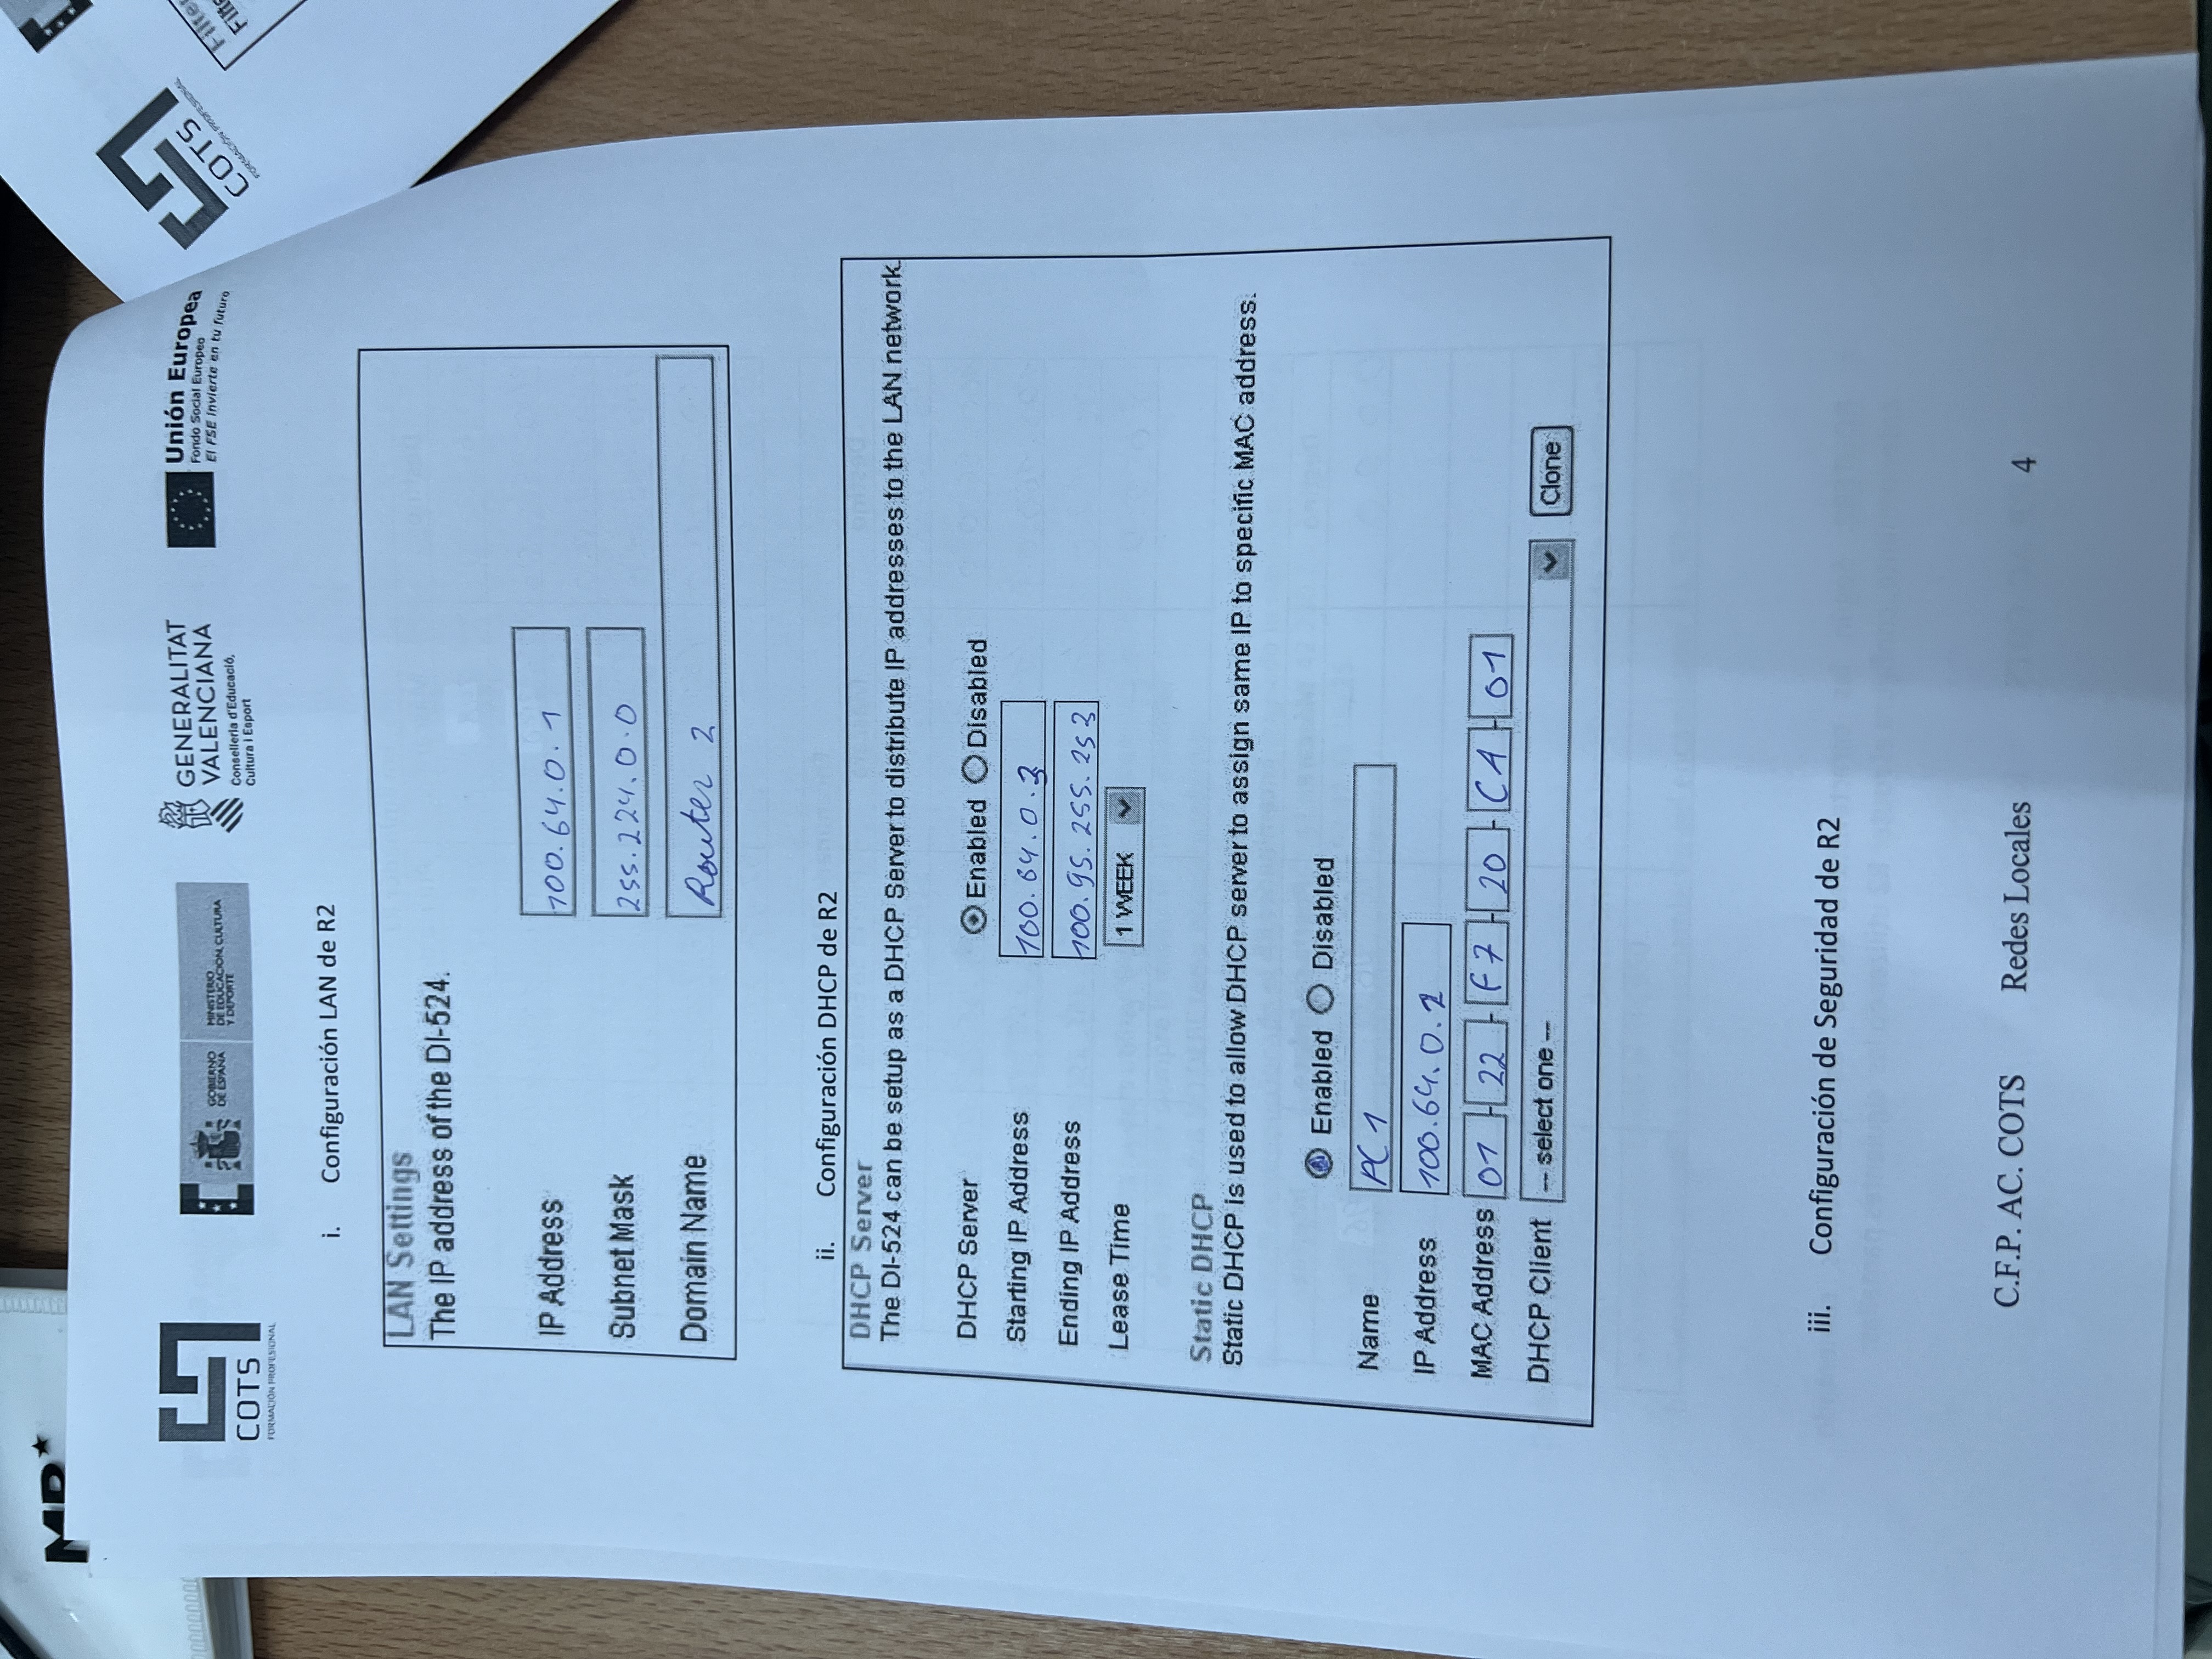 MR
COTS
FORMACIÓN PROFESIONAL
GOBIERNO
DE ESPAÑA
MINISTERIO
DE EDUCACIÓN, CULTURA
Y DEPORTE
GENERALITAT
VALENCIANA
Conselleria d'Educació,
Cultura i Esport
Unión Europea
Fondo Social Europeo
El FSE invierte en tu futuro
COTS
FORMACIÓN PROFESIONAL
i. Configuración LAN de R2
LAN Settings
The IP address of the DI-524.
IP Address 100.64.0.1
Subnet Mask 255.224.0.0
Domain Name Router 2
ii. Configuración DHCP de R2
DHCP Server
The DI-524 can be setup as a DHCP Server to distribute IP addresses to the LAN network.
DHCP Server Enabled Disabled
Starting IP Address 100.64.0.3
Ending IP Address 100.95.255.253
Lease Time 1 WEEK
Static DHCP
Static DHCP is used to allow DHCP server to assign same IP to specific MAC address.
Enabled Disabled
Name PC 1
IP Address 100.64.0.2
MAC Address 01 - 22 - F7 - 20 - CA - 01
DHCP Client -- select one -- Clone
iii. Configuración de Seguridad de R2
C.F.P. AC. COTS Redes Locales 4